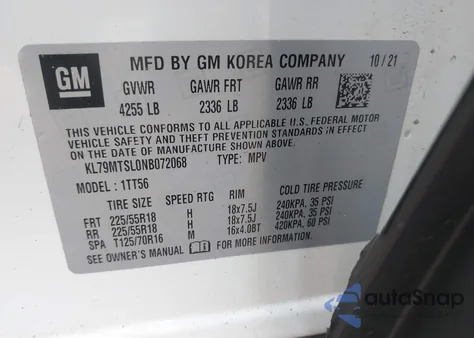 GM
MFD BY GM KOREA COMPANY 10/21
GVWR GAWR FRT GAWR RR
4255 LB 2336 LB 2336 LB
THIS VEHICLE CONFORMS TO ALL APPLICABLE U.S. FEDERAL MOTOR
VEHICLE SAFETY AND THEFT PREVENTION STANDARDS IN EFFECT
ON THE DATE OF MANUFACTURE SHOWN ABOVE.
KL79MTSL0NB072068 TYPE: MPV
MODEL: 1TT56
TIRE SIZE SPEED RTG RIM COLD TIRE PRESSURE
FRT 225/55R18 H 18x7.5J 240KPA, 35 PSI
RR 225/55R18 H 18x7.5J 240KPA, 35 PSI
SPA T125/70R16 M 16x4.0BT 420KPA, 60 PSI
SEE OWNER'S MANUAL FOR MORE INFORMATION.
autoSnap